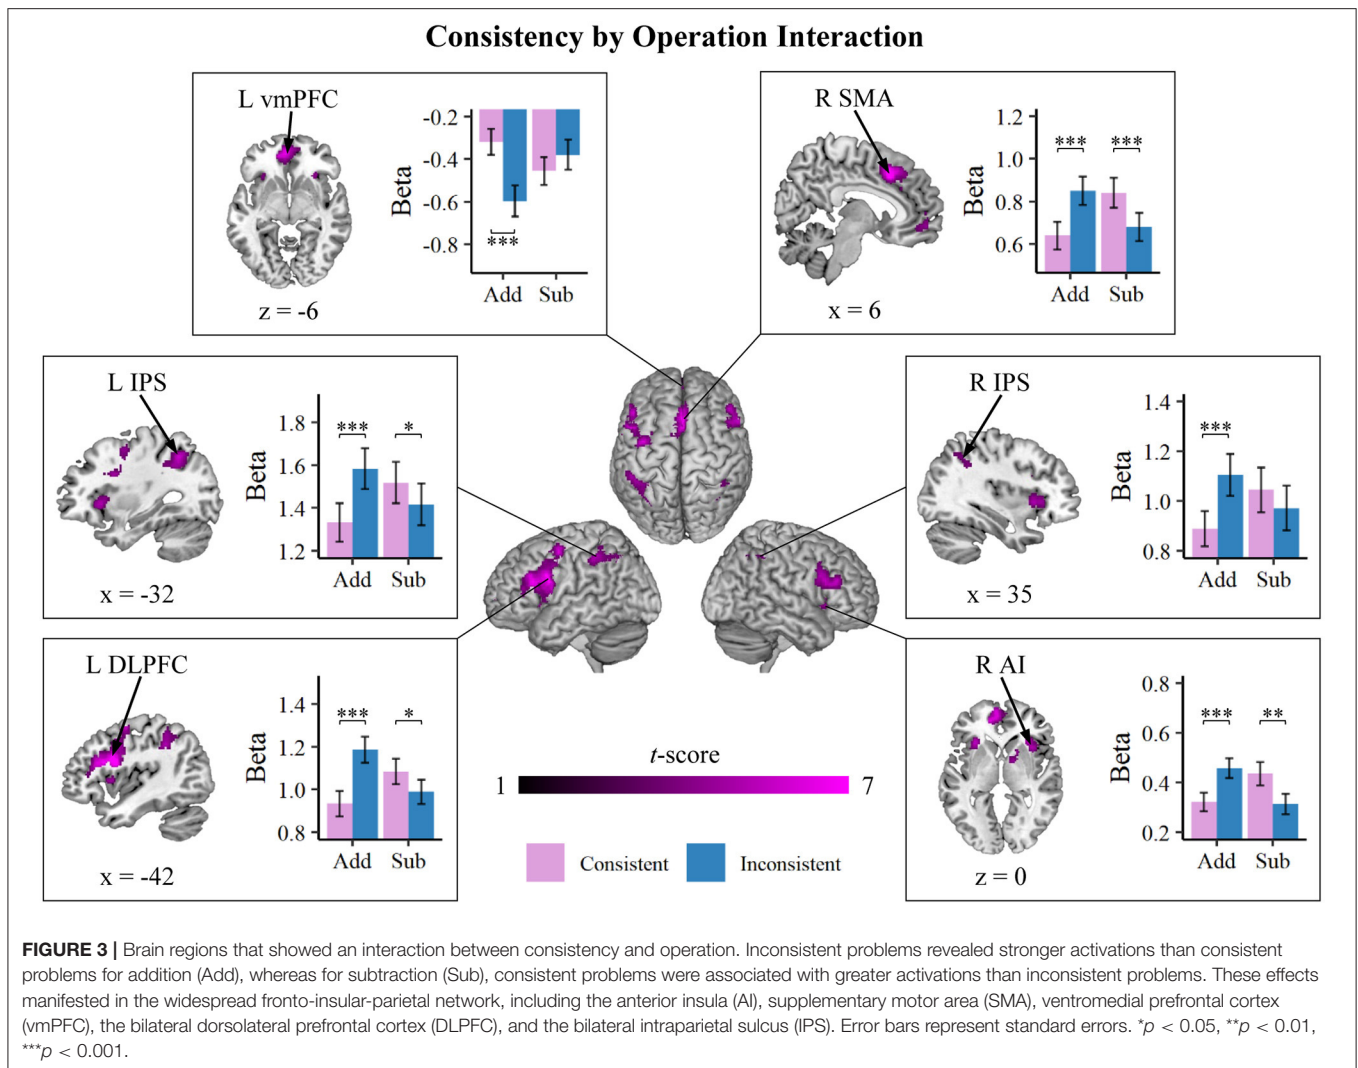 Consistency by Operation Interaction
L vmPFC
z = -6
Beta
-0.2
-0.4
-0.6
-0.8
***
Add Sub
R SMA
x = 6
Beta
1.2
1.0
0.8
0.6
*** ***
Add Sub
L IPS
x = -32
Beta
1.8
1.6
1.4
1.2
*** *
Add Sub
R IPS
x = 35
Beta
1.4
1.2
1.0
0.8
***
Add Sub
L DLPFC
x = -42
Beta
1.4
1.2
1.0
0.8
*** *
Add Sub
R AI
z = 0
Beta
0.8
0.6
0.4
0.2
*** **
Add Sub
t-score
1 7
Consistent Inconsistent
FIGURE 3 | Brain regions that showed an interaction between consistency and operation. Inconsistent problems revealed stronger activations than consistent
problems for addition (Add), whereas for subtraction (Sub), consistent problems were associated with greater activations than inconsistent problems. These effects
manifested in the widespread fronto-insular-parietal network, including the anterior insula (AI), supplementary motor area (SMA), ventromedial prefrontal cortex
(vmPFC), the bilateral dorsolateral prefrontal cortex (DLPFC), and the bilateral intraparietal sulcus (IPS). Error bars represent standard errors. *p < 0.05, **p < 0.01,
***p < 0.001.